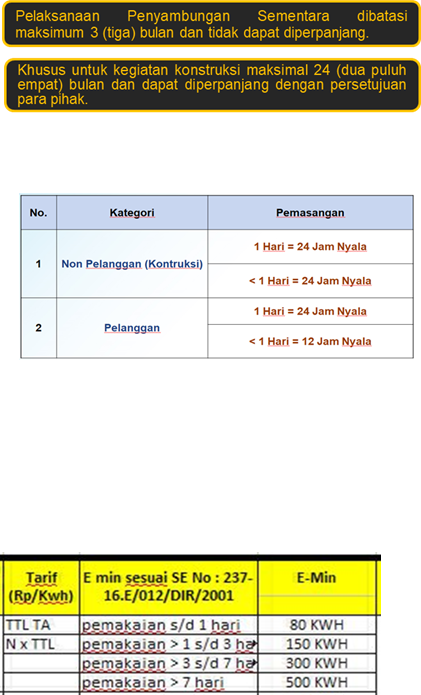 Pelaksanaan Penyambungan Sementara dibatasi
maksimum 3 (tiga) bulan dan tidak dapat diperpanjang.
Khusus untuk kegiatan konstruksi maksimal 24 (dua puluh
empat) bulan dan dapat diperpanjang dengan persetujuan
para pihak.
No. Kategori Pemasangan
1 Non Pelanggan (Kontruksi) 1 Hari = 24 Jam Nyala
< 1 Hari = 24 Jam Nyala
2 Pelanggan 1 Hari = 24 Jam Nyala
< 1 Hari = 12 Jam Nyala
Tarif E min sesuai SE No : 237- E-Min
(Rp/Kwh) 16.E/012/DIR/2001
TTL TA pemakaian s/d 1 hari 80 KWH
N x TTL pemakaian > 1 s/d 3 ha 150 KWH
pemakaian > 3 s/d 7 ha 300 KWH
pemakaian > 7 hari 500 KWH